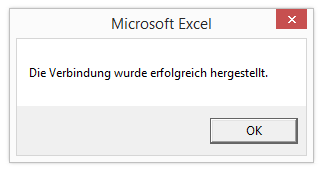 Microsoft Excel
Die Verbindung wurde erfolgreich hergestellt.
OK